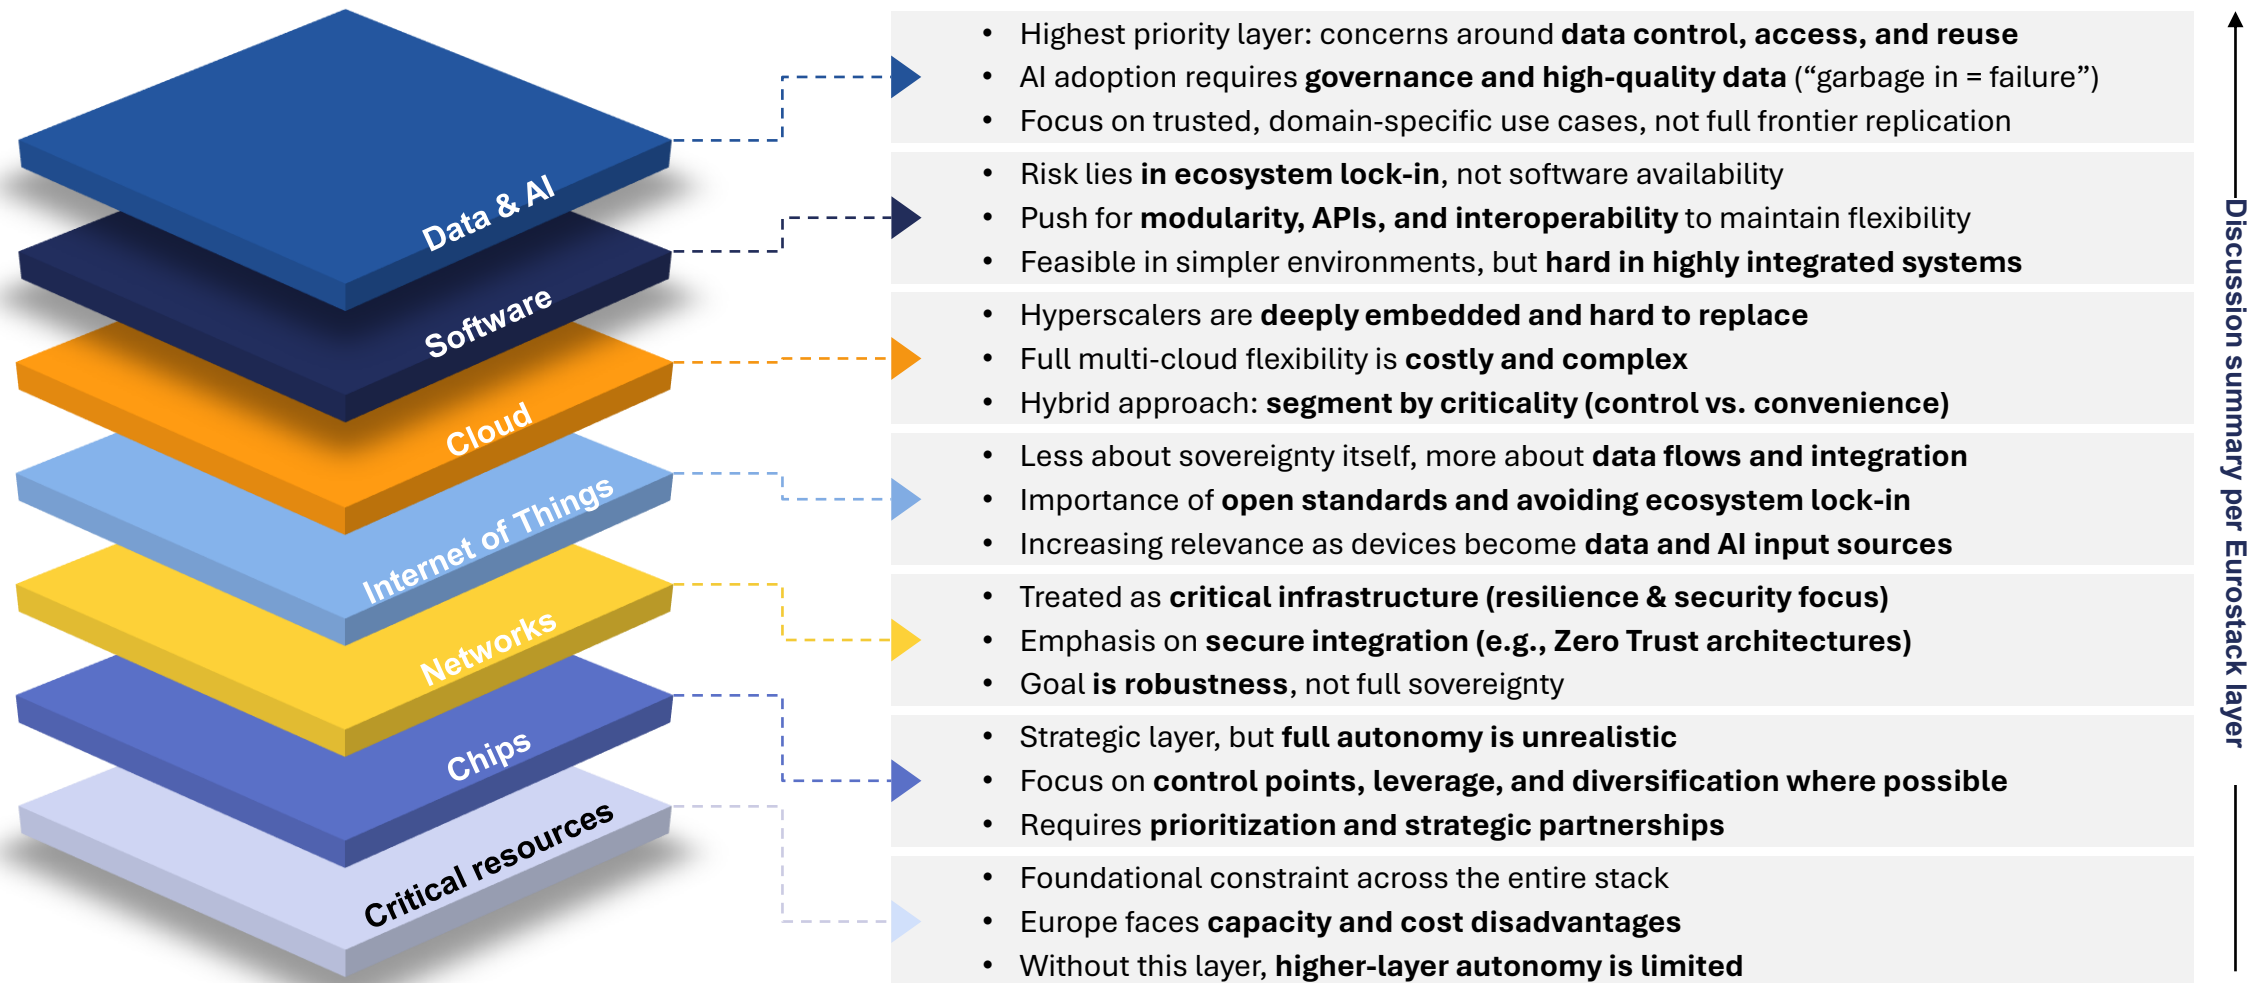 Data & AI
• Highest priority layer: concerns around data control, access, and reuse
• AI adoption requires governance and high-quality data (“garbage in = failure”)
• Focus on trusted, domain-specific use cases, not full frontier replication
Software
• Risk lies in ecosystem lock-in, not software availability
• Push for modularity, APIs, and interoperability to maintain flexibility
• Feasible in simpler environments, but hard in highly integrated systems
Cloud
• Hyperscalers are deeply embedded and hard to replace
• Full multi-cloud flexibility is costly and complex
• Hybrid approach: segment by criticality (control vs. convenience)
Internet of Things
• Less about sovereignty itself, more about data flows and integration
• Importance of open standards and avoiding ecosystem lock-in
• Increasing relevance as devices become data and AI input sources
Networks
• Treated as critical infrastructure (resilience & security focus)
• Emphasis on secure integration (e.g., Zero Trust architectures)
• Goal is robustness, not full sovereignty
Chips
• Strategic layer, but full autonomy is unrealistic
• Focus on control points, leverage, and diversification where possible
• Requires prioritization and strategic partnerships
Critical resources
• Foundational constraint across the entire stack
• Europe faces capacity and cost disadvantages
• Without this layer, higher-layer autonomy is limited
Discussion summary per Eurostack layer